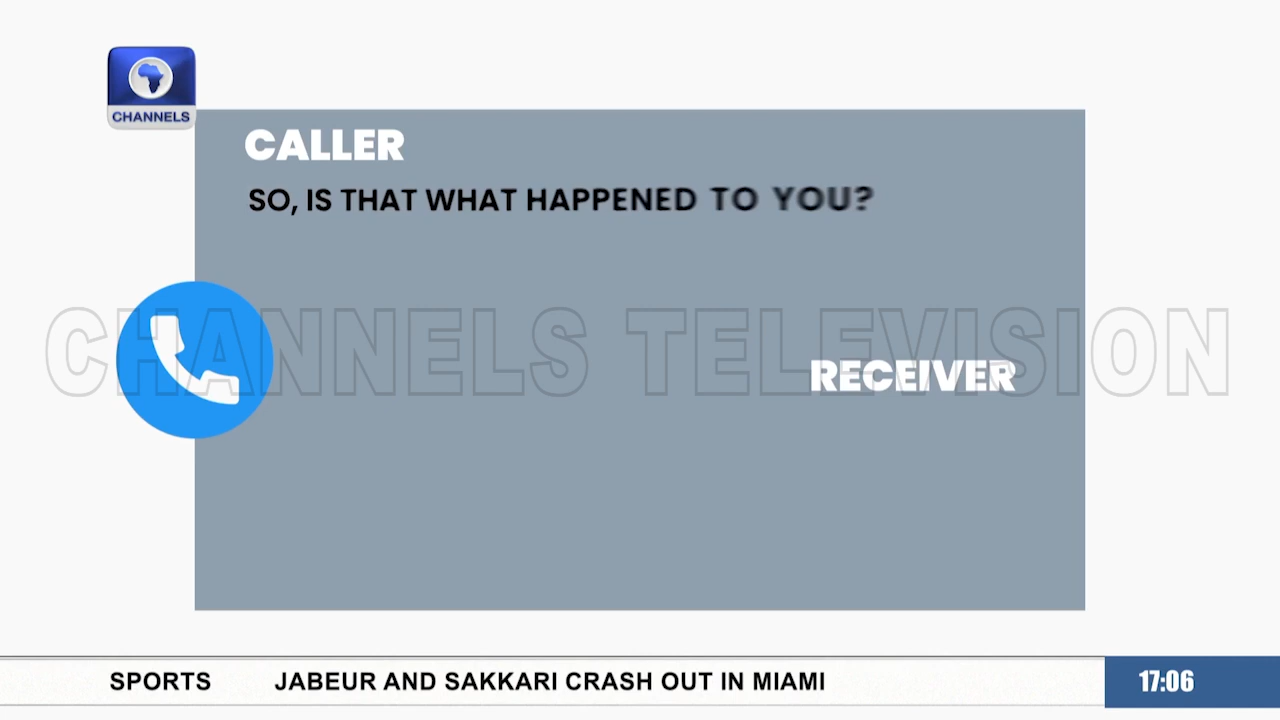 CHANNELS
CALLER
SO, IS THAT WHAT HAPPENED TO YOU?
CHANNELS TELEVISION
RECEIVER
SPORTS JABEUR AND SAKKARI CRASH OUT IN MIAMI
17:06